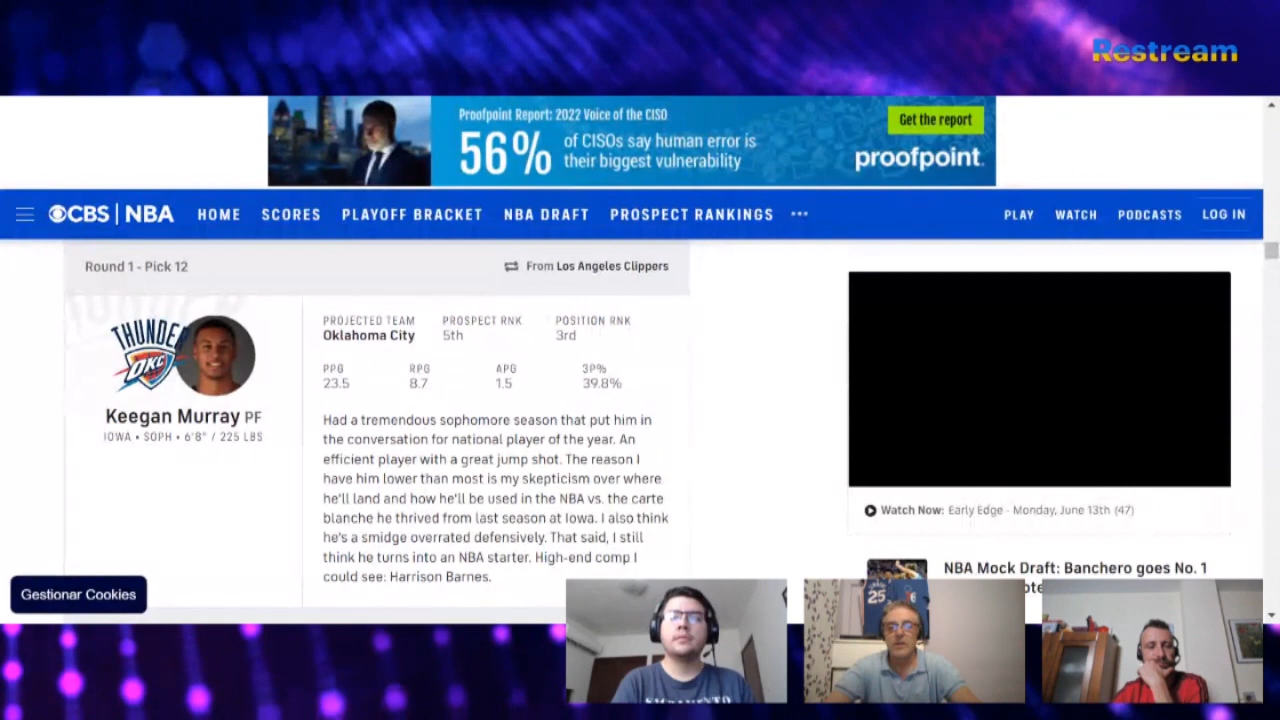 Restream
Proofpoint Report: 2022 Voice of the CISO
56%
of CISOs say human error is
their biggest vulnerability
Get the report
proofpoint.
CBS | NBA
HOME
SCORES
PLAYOFF BRACKET
NBA DRAFT
PROSPECT RANKINGS
•••
PLAY
WATCH
PODCASTS
LOG IN
Round 1 - Pick 12
From Los Angeles Clippers
THUNDER
OKC
Keegan Murray PF
IOWA • SOPH • 6'8" / 225 LBS
PROJECTED TEAM
Oklahoma City
PROSPECT RNK
5th
POSITION RNK
3rd
PPG
23.5
RPG
8.7
APG
1.5
3P%
39.8%
Had a tremendous sophomore season that put him in
the conversation for national player of the year. An
efficient player with a great jump shot. The reason I
have him lower than most is my skepticism over where
he'll land and how he'll be used in the NBA vs. the carte
blanche he thrived from last season at Iowa. I also think
he's a smidge overrated defensively. That said, I still
think he turns into an NBA starter. High-end comp I
could see: Harrison Barnes.
Watch Now: Early Edge - Monday, June 13th (47)
NBA Mock Draft: Banchero goes No. 1
Gestionar Cookies
25
SACRAMENTO